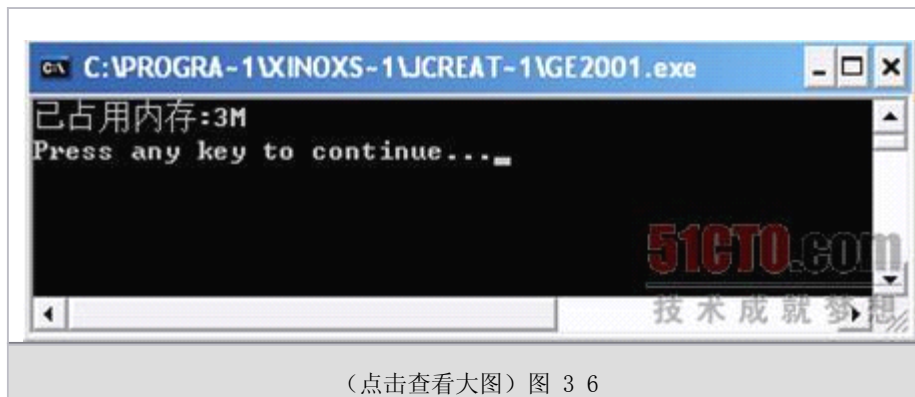 C:\PROGRA~1\XINOXS~1\JCREAT~1\GE2001.exe
已占用内存:3M
Press any key to continue...
51CTO.com
技术成就梦想
（点击查看大图）图 3 6